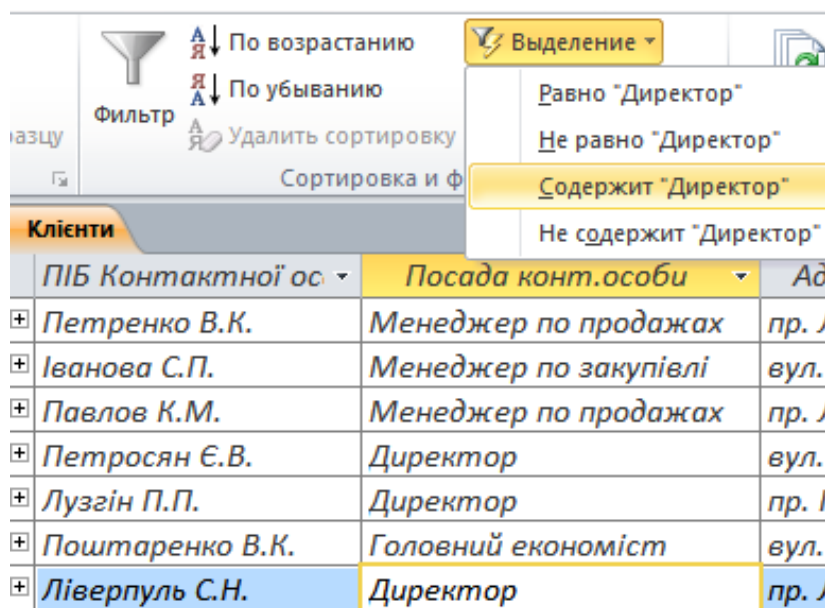 По возрастанию
Выделение
По убыванию
Фильтр
азцу
Удалить сортировку
Сортировка и ф
Равно "Директор"
Не равно "Директор"
Содержит "Директор"
Не содержит "Директор"
Клієнти
ПІБ Контактної ос Посада конт.особи Ад
Петренко В.К. Менеджер по продажах пр.
Іванова С.П. Менеджер по закупівлі вул.
Павлов К.М. Менеджер по продажах пр.
Петросян Є.В. Директор вул.
Лузгін П.П. Директор пр.
Поштаренко В.К. Головний економіст вул.
Ліверпуль С.Н. Директор пр.